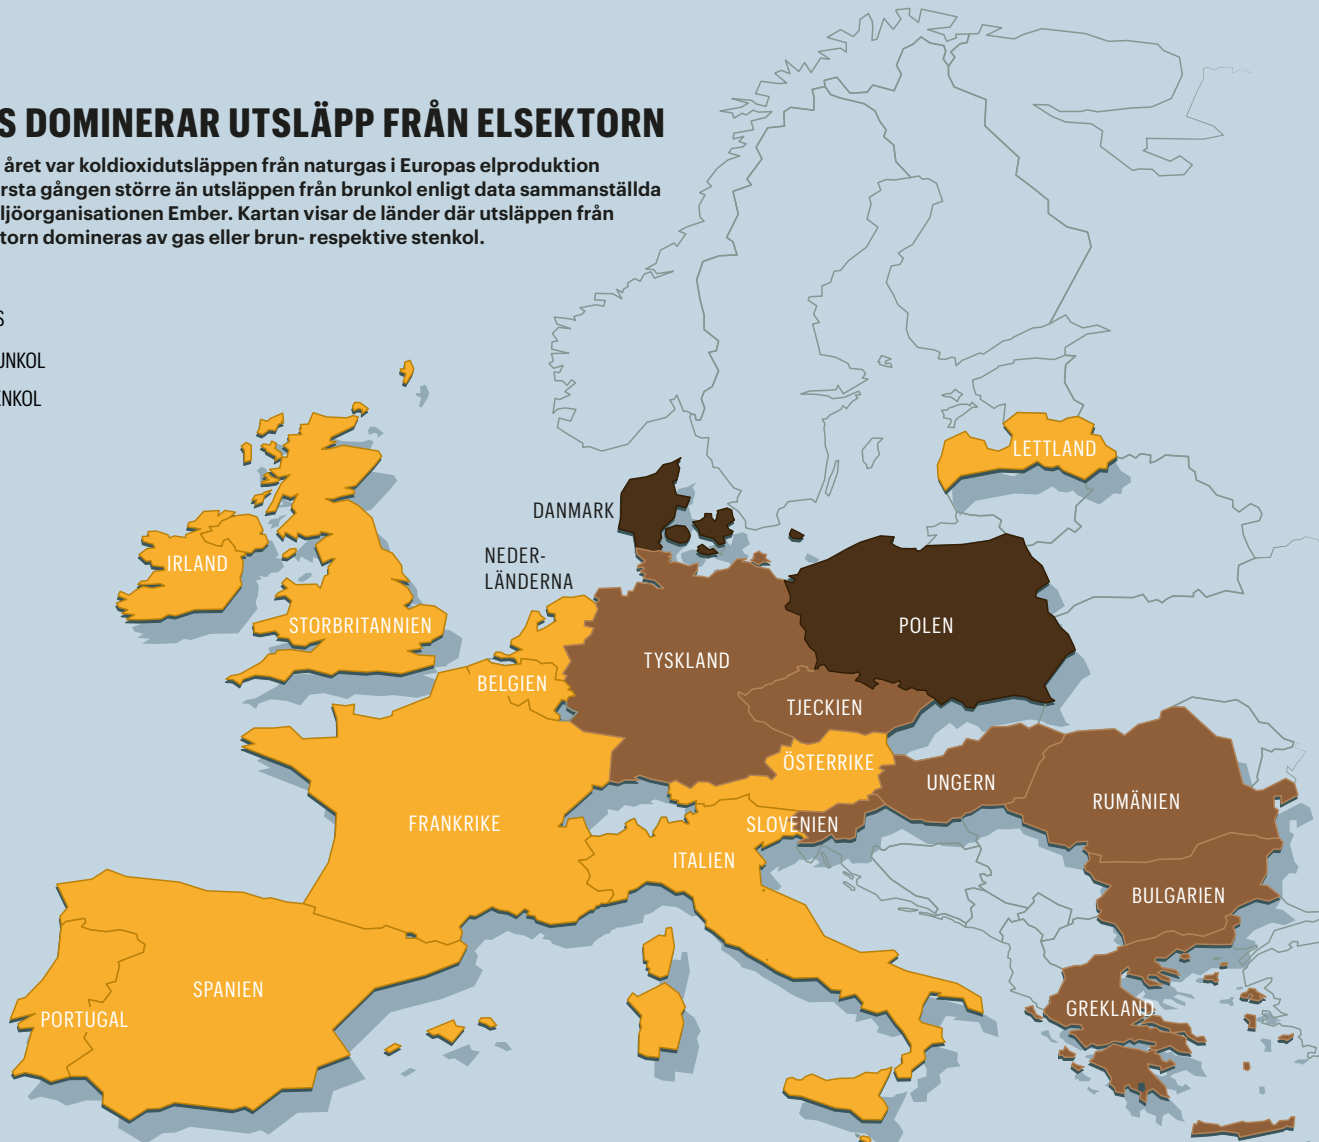 S DOMINERAR UTSLÄPP FRÅN ELSEKTORN
året var koldioxidutsläppen från naturgas i Europas elproduktion
rsta gången större än utsläppen från brunkol enligt data sammanställda
ljöorganisationen Ember. Kartan visar de länder där utsläppen från
torn domineras av gas eller brun- respektive stenkol.
S
UNKOL
ENKOL
LETTLAND
DANMARK
NEDER-
LÄNDERNA
IRLAND
STORBRITANNIEN
POLEN
TYSKLAND
BELGIEN
TJECKIEN
ÖSTERRIKE
UNGERN
RUMÄNIEN
FRANKRIKE
SLOVENIEN
ITALIEN
BULGARIEN
SPANIEN
GREKLAND
PORTUGAL